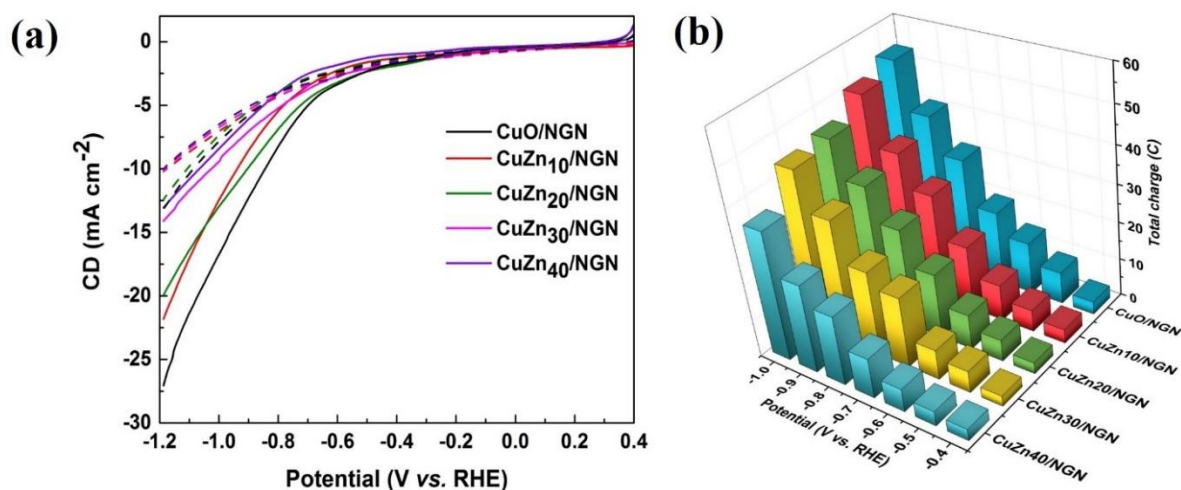 (a)
0
-5
-10
-15
-20
-25
-30
CD (mA cm-2)
-1.2 -1.0 -0.8 -0.6 -0.4 -0.2 0.0 0.2 0.4
Potential (V vs. RHE)
CuO/NGN
CuZn10/NGN
CuZn20/NGN
CuZn30/NGN
CuZn40/NGN
(b)
60
50
40
30
20
10
0
Total charge (C)
CuO/NGN
CuZn10/NGN
CuZn20/NGN
CuZn30/NGN
CuZn40/NGN
-1.0
-0.9
-0.8
-0.7
-0.6
-0.5
-0.4
Potential (V vs. RHE)